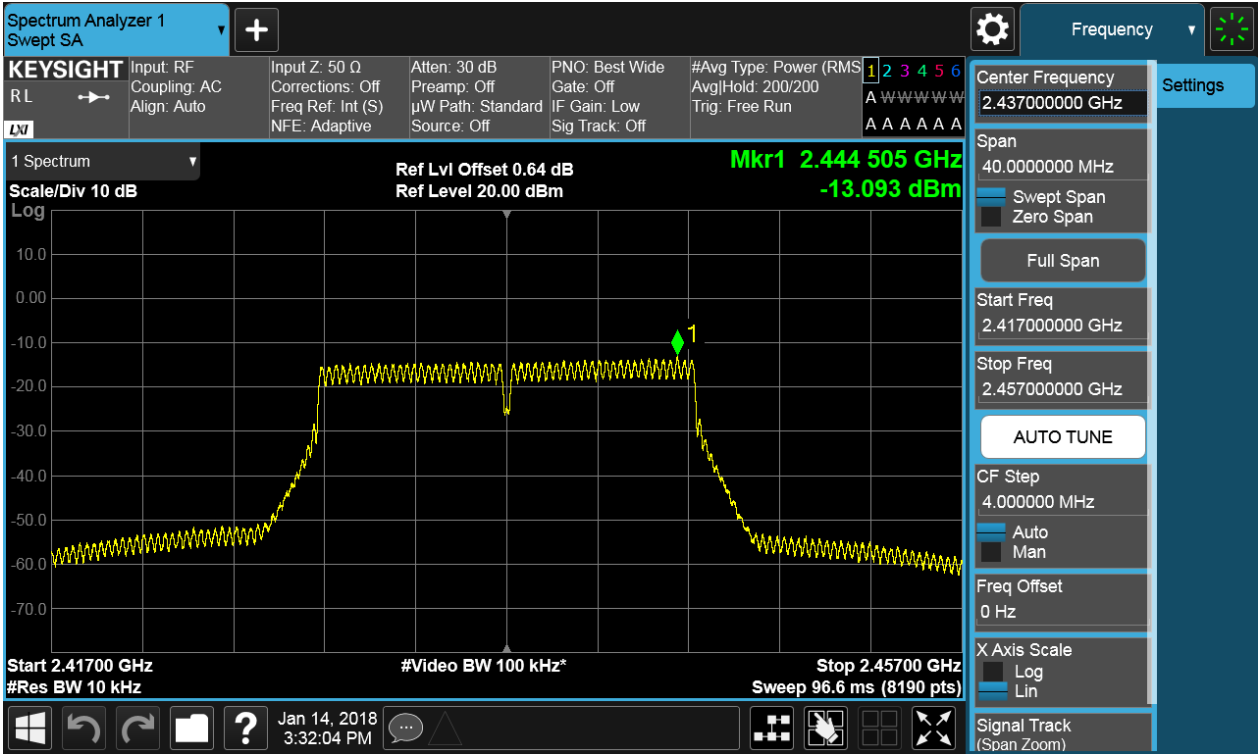 Spectrum Analyzer 1
Swept SA
+
Frequency
KEYSIGHT
RL
LXI
Input: RF
Coupling: AC
Align: Auto
Input Z: 50 Ω
Corrections: Off
Freq Ref: Int (S)
NFE: Adaptive
Atten: 30 dB
Preamp: Off
µW Path: Standard
Source: Off
PNO: Best Wide
Gate: Off
IF Gain: Low
Sig Track: Off
#Avg Type: Power (RMS
Avg|Hold: 200/200
Trig: Free Run
1 2 3 4 5 6
A W W W W W
A A A A A A
1 Spectrum
Scale/Div 10 dB
Log
Ref Lvl Offset 0.64 dB
Ref Level 20.00 dBm
Mkr1 2.444 505 GHz
-13.093 dBm
10.0
0.00
-10.0
-20.0
-30.0
-40.0
-50.0
-60.0
-70.0
1
Start 2.41700 GHz
#Res BW 10 kHz
#Video BW 100 kHz*
Stop 2.45700 GHz
Sweep 96.6 ms (8190 pts)
Center Frequency
2.437000000 GHz
Span
40.0000000 MHz
Swept Span
Zero Span
Full Span
Start Freq
2.417000000 GHz
Stop Freq
2.457000000 GHz
AUTO TUNE
CF Step
4.000000 MHz
Auto
Man
Freq Offset
0 Hz
X Axis Scale
Log
Lin
Signal Track
(Span Zoom)
Settings
?
Jan 14, 2018
3:32:04 PM